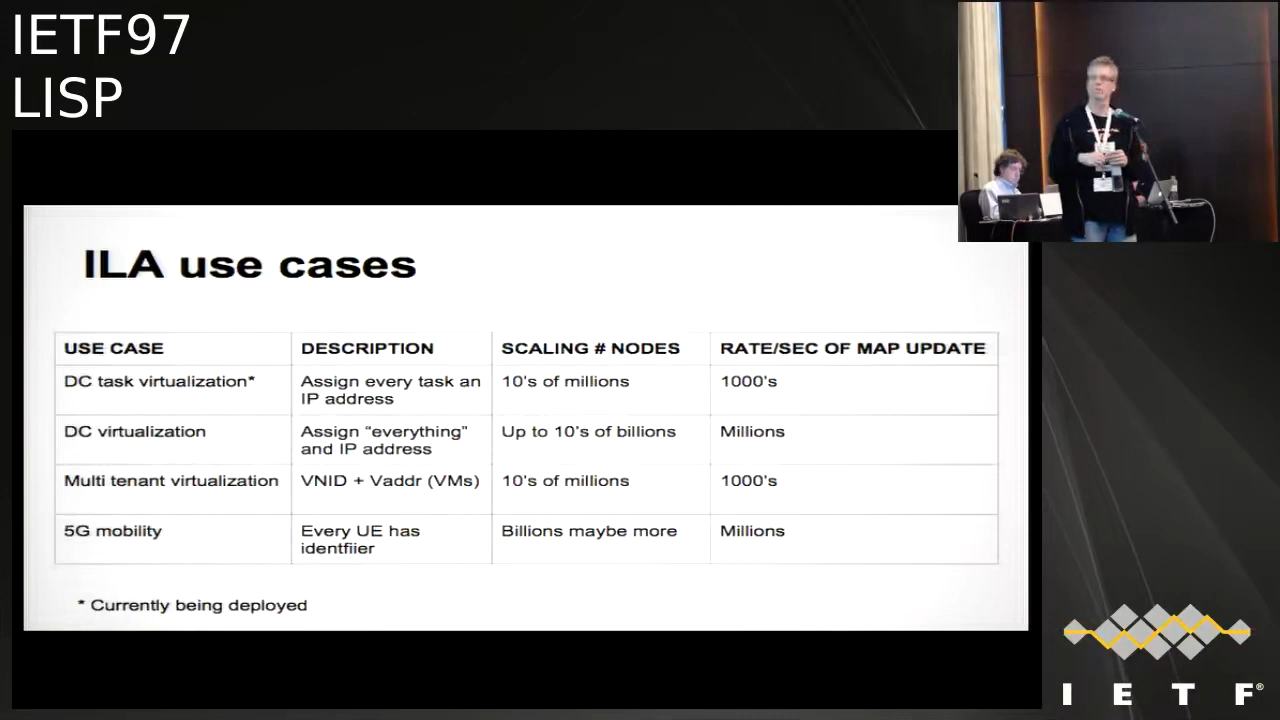 IETF97
LISP
ILA use cases
USE CASE DESCRIPTION SCALING # NODES RATE/SEC OF MAP UPDATE
DC task virtualization* Assign every task an 10's of millions 1000's
IP address
DC virtualization Assign “everything” Up to 10's of billions Millions
and IP address
Multi tenant virtualization VNID + Vaddr (VMs) 10's of millions 1000's
5G mobility Every UE has Billions maybe more Millions
identfiier
* Currently being deployed
I E T F®